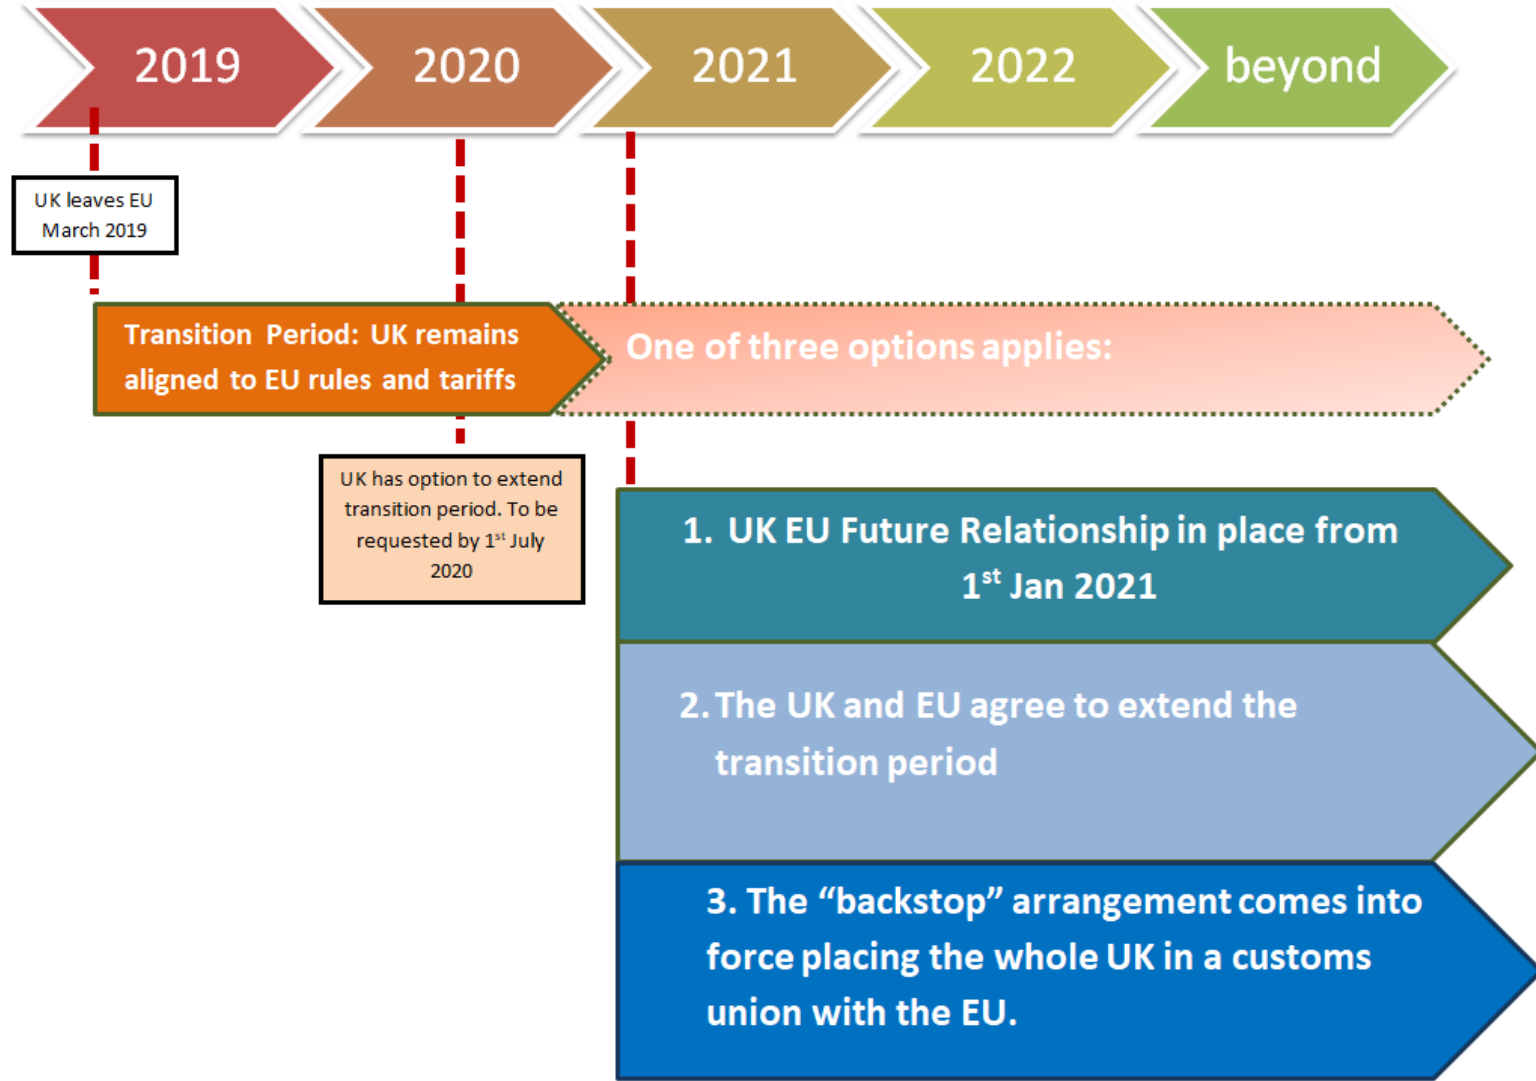 2019 2020 2021 2022 beyond
UK leaves EU
March 2019
Transition Period: UK remains
aligned to EU rules and tariffs
One of three options applies:
UK has option to extend
transition period. To be
requested by 1st July
2020
1. UK EU Future Relationship in place from
1st Jan 2021
2. The UK and EU agree to extend the
transition period
3. The “backstop” arrangement comes into
force placing the whole UK in a customs
union with the EU.